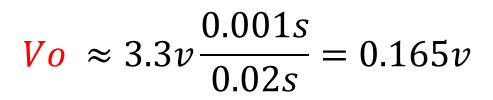 Vo ≈ 3.3v 0.001s / 0.02s = 0.165v